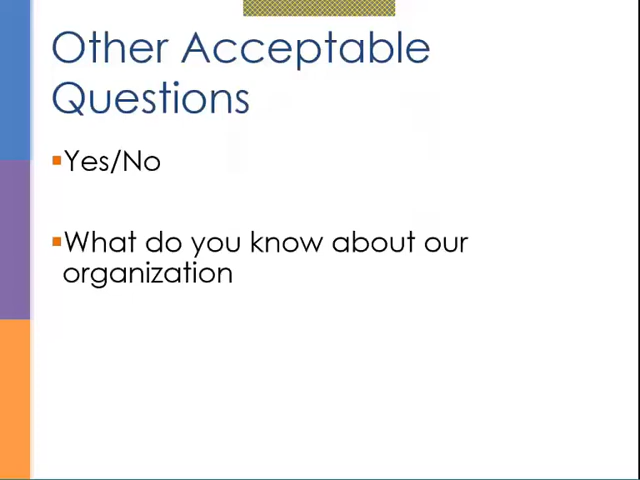 Other Acceptable
Questions
Yes/No
What do you know about our
organization